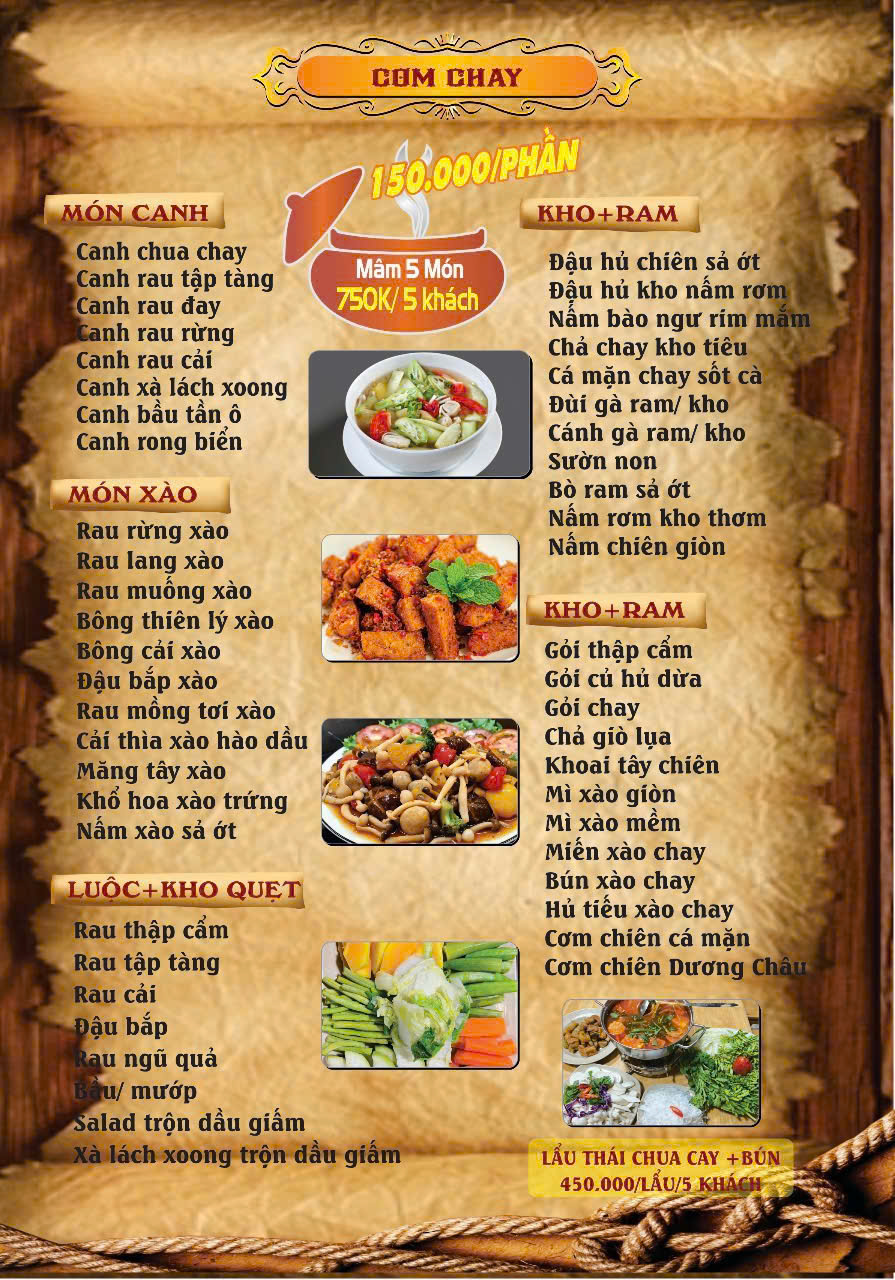 CƠM CHAY
150.000/PHẦN
Mâm 5 Món
750K/ 5 khách
MÓN CANH
Canh chua chay
Canh rau tập tàng
Canh rau đay
Canh rau rừng
Canh rau cải
Canh xà lách xoong
Canh bầu tần ô
Canh rong biển
MÓN XÀO
Rau rừng xào
Rau lang xào
Rau muống xào
Bông thiên lý xào
Bông cải xào
Đậu bắp xào
Rau mồng tơi xào
Cải thìa xào hào dầu
Măng tây xào
Khổ hoa xào trứng
Nấm xào sả ớt
LUỘC+KHO QUẸT
Rau thập cẩm
Rau tập tàng
Rau cải
Đậu bắp
Rau ngũ quả
Bầu/ mướp
Salad trộn dầu giấm
Xà lách xoong trộn dầu giấm
KHO+RAM
Đậu hủ chiên sả ớt
Đậu hủ kho nấm rơm
Nấm bào ngư rim mắm
Chả chay kho tiêu
Cá mặn chay sốt cà
Đùi gà ram/ kho
Cánh gà ram/ kho
Sườn non
Bò ram sả ớt
Nấm rơm kho thơm
Nấm chiên giòn
KHO+RAM
Gỏi thập cẩm
Gỏi củ hủ dừa
Gỏi chay
Chả giò lụa
Khoai tây chiên
Mì xào giòn
Mì xào mềm
Miến xào chay
Bún xào chay
Hủ tiếu xào chay
Cơm chiên cá mặn
Cơm chiên Dương Châu
LẨU THÁI CHUA CAY +BÚN
450.000/LẨU/5 KHÁCH